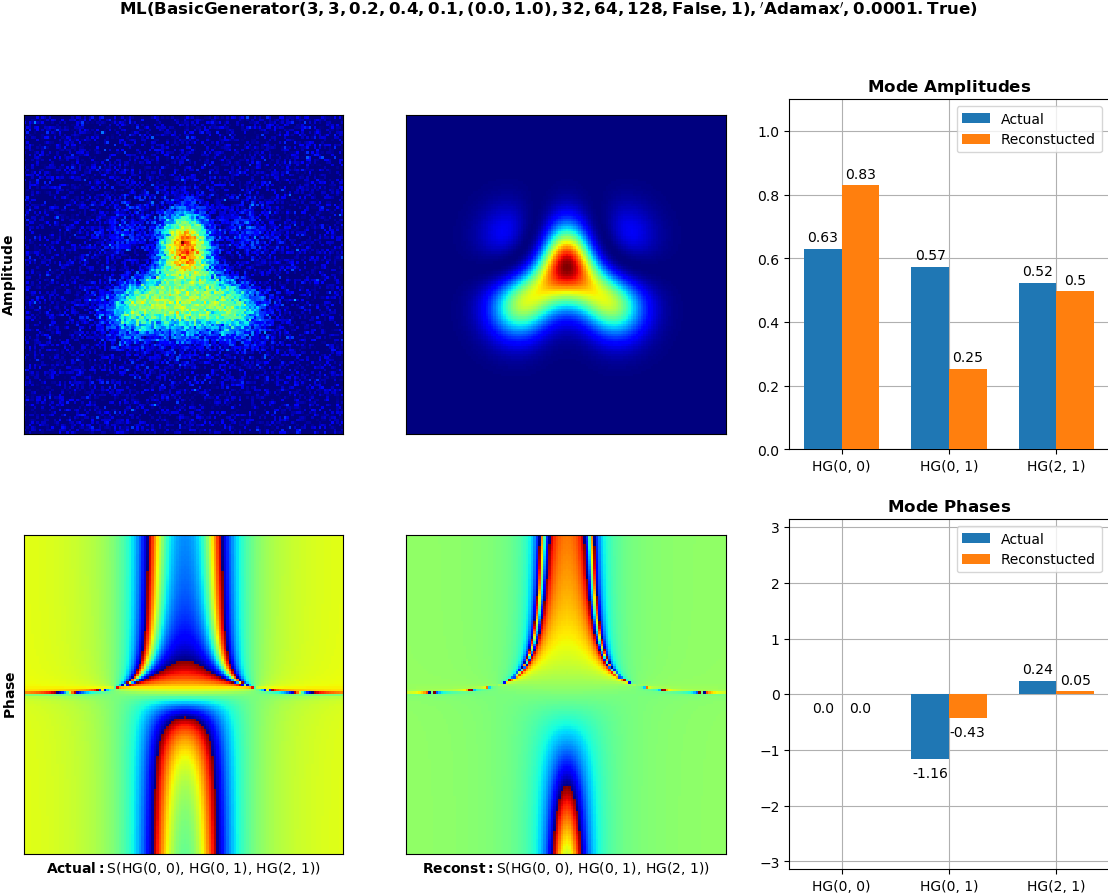 ML(BasicGenerator(3, 3, 0.2, 0.4, 0.1, (0.0, 1.0), 32, 64, 128, False, 1), 'Adamax', 0.0001. True)
Mode Amplitudes
Actual
Reconstucted
1.0
0.8
0.6
0.4
0.2
0.0
0.63
0.83
0.57
0.25
0.52
0.5
HG(0, 0)
HG(0, 1)
HG(2, 1)
Amplitude
Mode Phases
Actual
Reconstucted
3
2
1
0
−1
−2
−3
0.0
0.0
-1.16
-0.43
0.24
0.05
HG(0, 0)
HG(0, 1)
HG(2, 1)
Phase
Actual: S(HG(0, 0), HG(0, 1), HG(2, 1))
Reconst: S(HG(0, 0), HG(0, 1), HG(2, 1))